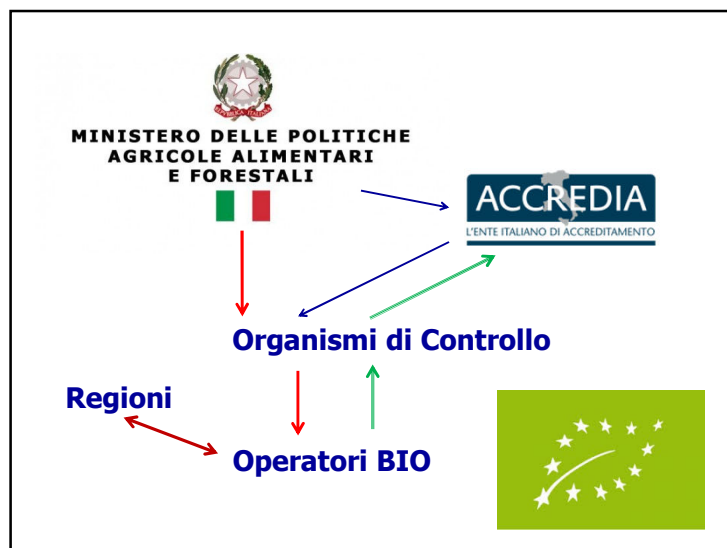 MINISTERO DELLE POLITICHE
AGRICOLE ALIMENTARI
E FORESTALI
ACCREDIA
L'ENTE ITALIANO DI ACCREDITAMENTO
Organismi di Controllo
Regioni
Operatori BIO